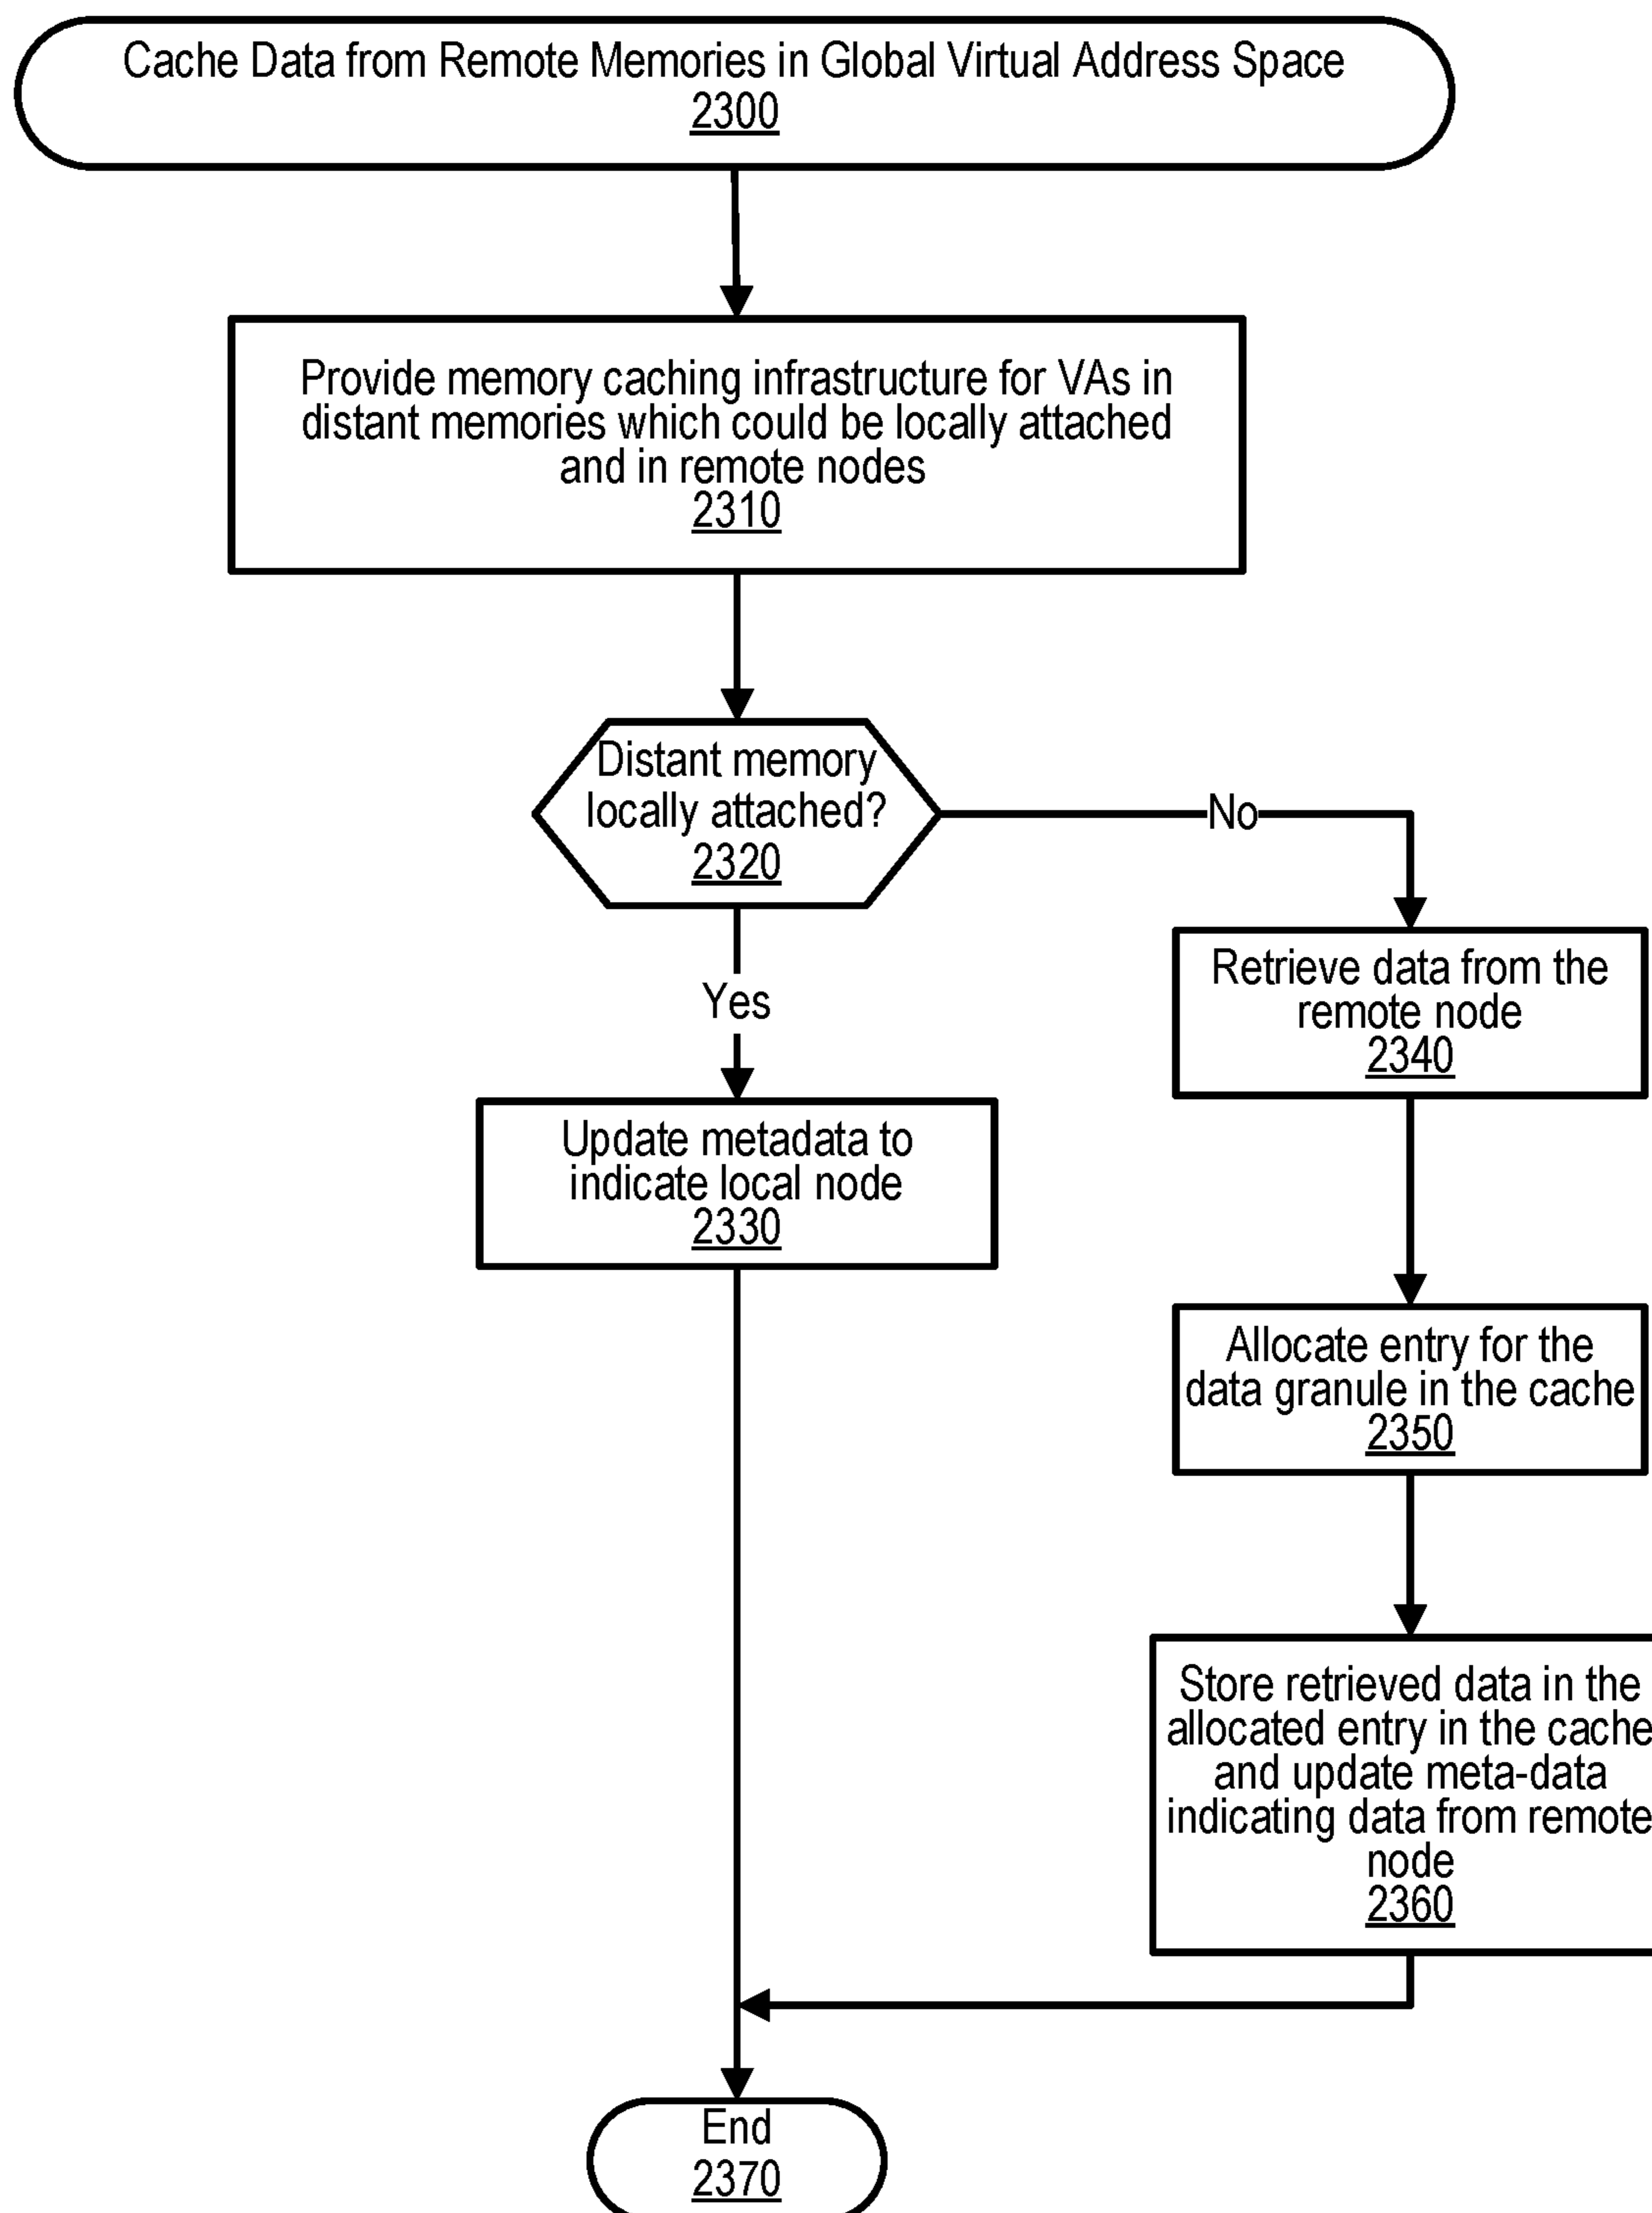 Cache Data from Remote Memories in Global Virtual Address Space
2300
Provide memory caching infrastructure for VAs in
distant memories which could be locally attached
and in remote nodes
2310
Distant memory
locally attached?
2320
No
Yes
Retrieve data from the
remote node
2340
Update metadata to
indicate local node
2330
Allocate entry for the
data granule in the cache
2350
Store retrieved data in the
allocated entry in the cache
and update meta-data
indicating data from remote
node
2360
End
2370